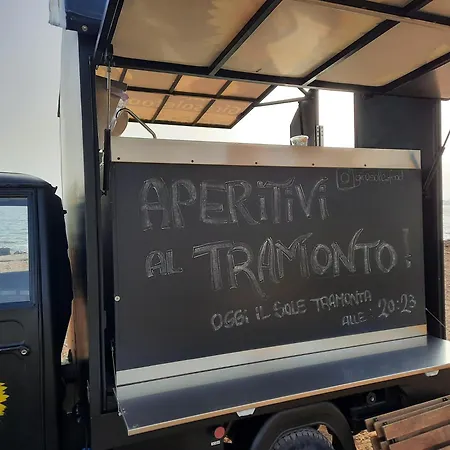 APERITIVI
AL TRAMONTO!
OGGI IL SOLE TRAMONTA
ALLE: 20:23